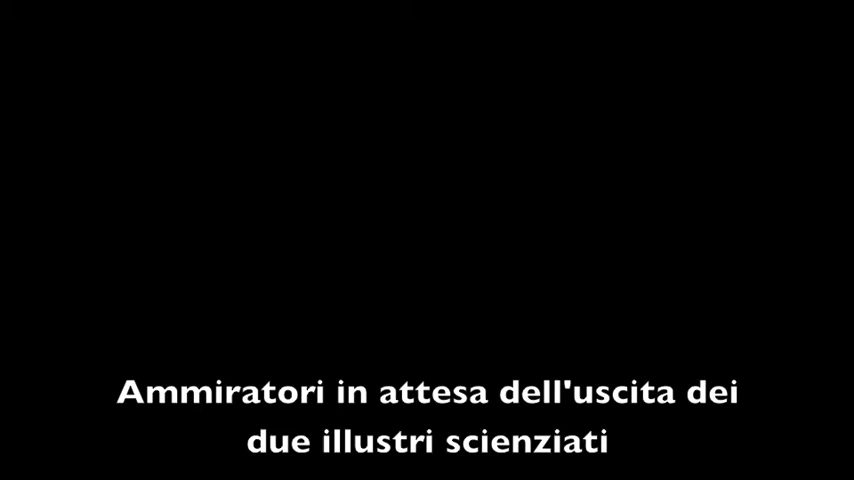 Ammiratori in attesa dell'uscita dei
due illustri scienziati